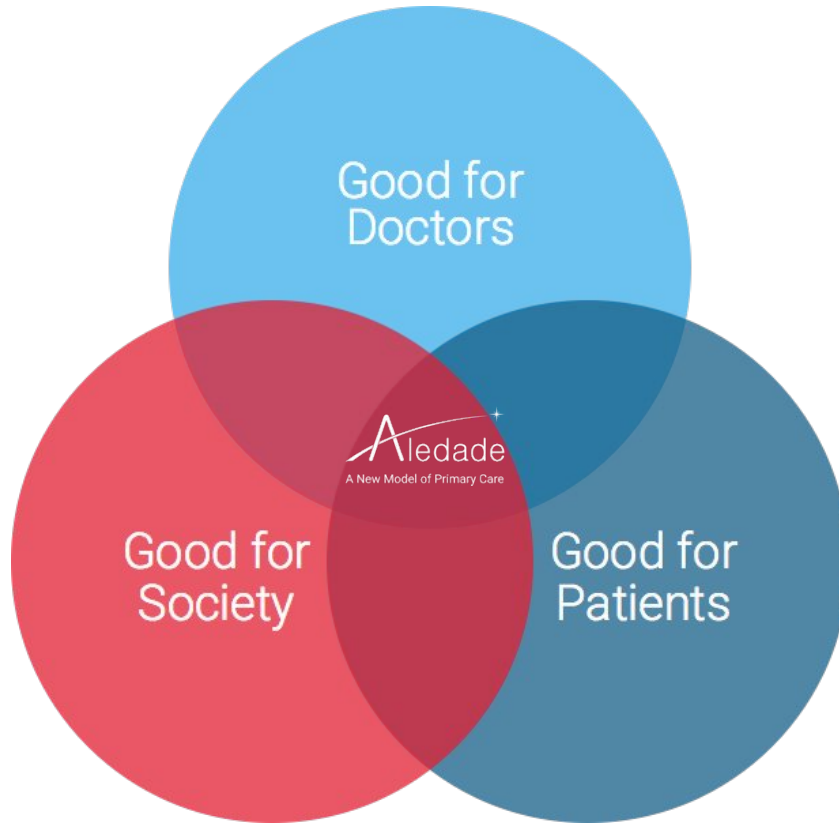 Good for
Doctors
Aledade
A New Model of Primary Care
Good for
Society
Good for
Patients